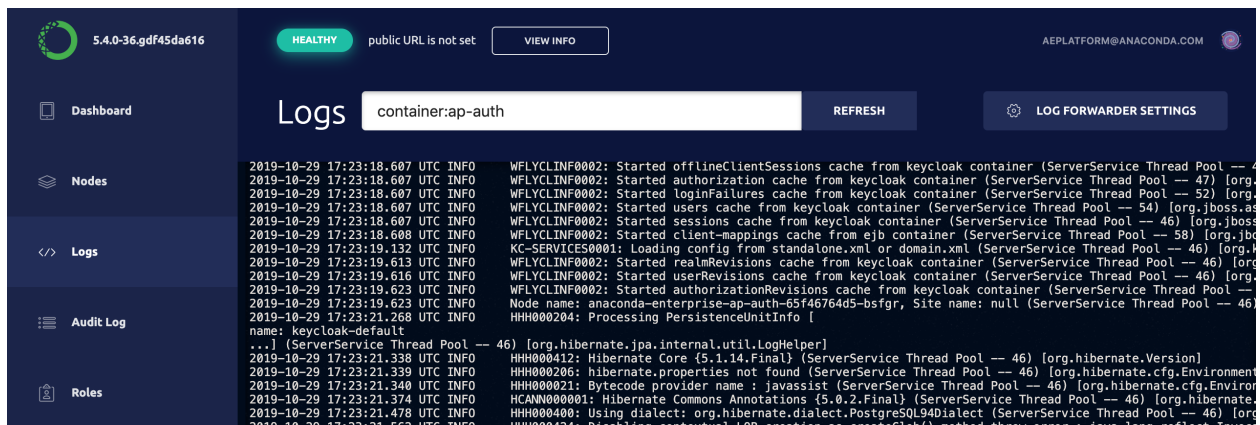 5.4.0-36.gdf45da616
HEALTHY public URL is not set VIEW INFO
AEPLATFORM@ANACONDA.COM
Dashboard
Nodes
Logs
Audit Log
Roles
Logs container:ap-auth REFRESH LOG FORWARDER SETTINGS
2019-10-29 17:23:18.607 UTC INFO WFLYCLINF0002: Started offlineClientSessions cache from keycloak container (ServerService Thread Pool -- 4
2019-10-29 17:23:18.607 UTC INFO WFLYCLINF0002: Started authorization cache from keycloak container (ServerService Thread Pool -- 47) [org.
2019-10-29 17:23:18.607 UTC INFO WFLYCLINF0002: Started loginFailures cache from keycloak container (ServerService Thread Pool -- 52) [org.
2019-10-29 17:23:18.607 UTC INFO WFLYCLINF0002: Started users cache from keycloak container (ServerService Thread Pool -- 54) [org.jboss.as
2019-10-29 17:23:18.607 UTC INFO WFLYCLINF0002: Started sessions cache from keycloak container (ServerService Thread Pool -- 46) [org.jboss
2019-10-29 17:23:18.608 UTC INFO WFLYCLINF0002: Started client-mappings cache from ejb container (ServerService Thread Pool -- 58) [org.jbo
2019-10-29 17:23:19.132 UTC INFO KC-SERVICES0001: Loading config from standalone.xml or domain.xml (ServerService Thread Pool -- 46) [org.k
2019-10-29 17:23:19.613 UTC INFO WFLYCLINF0002: Started realmRevisions cache from keycloak container (ServerService Thread Pool -- 46) [org
2019-10-29 17:23:19.616 UTC INFO WFLYCLINF0002: Started userRevisions cache from keycloak container (ServerService Thread Pool -- 46) [org.
2019-10-29 17:23:19.623 UTC INFO WFLYCLINF0002: Started authorizationRevisions cache from keycloak container (ServerService Thread Pool --
2019-10-29 17:23:19.623 UTC INFO Node name: anaconda-enterprise-ap-auth-65f46764d5-bsfgr, Site name: null (ServerService Thread Pool -- 46)
2019-10-29 17:23:21.268 UTC INFO HHH000204: Processing PersistenceUnitInfo [
name: keycloak-default
...] (ServerService Thread Pool -- 46) [org.hibernate.jpa.internal.util.LogHelper]
2019-10-29 17:23:21.338 UTC INFO HHH000412: Hibernate Core {5.1.14.Final} (ServerService Thread Pool -- 46) [org.hibernate.Version]
2019-10-29 17:23:21.339 UTC INFO HHH000206: hibernate.properties not found (ServerService Thread Pool -- 46) [org.hibernate.cfg.Environment
2019-10-29 17:23:21.340 UTC INFO HHH000021: Bytecode provider name : javassist (ServerService Thread Pool -- 46) [org.hibernate.cfg.Environ
2019-10-29 17:23:21.374 UTC INFO HCANN000001: Hibernate Commons Annotations {5.0.2.Final} (ServerService Thread Pool -- 46) [org.hibernate.
2019-10-29 17:23:21.478 UTC INFO HHH000400: Using dialect: org.hibernate.dialect.PostgreSQL94Dialect (ServerService Thread Pool -- 46) [org